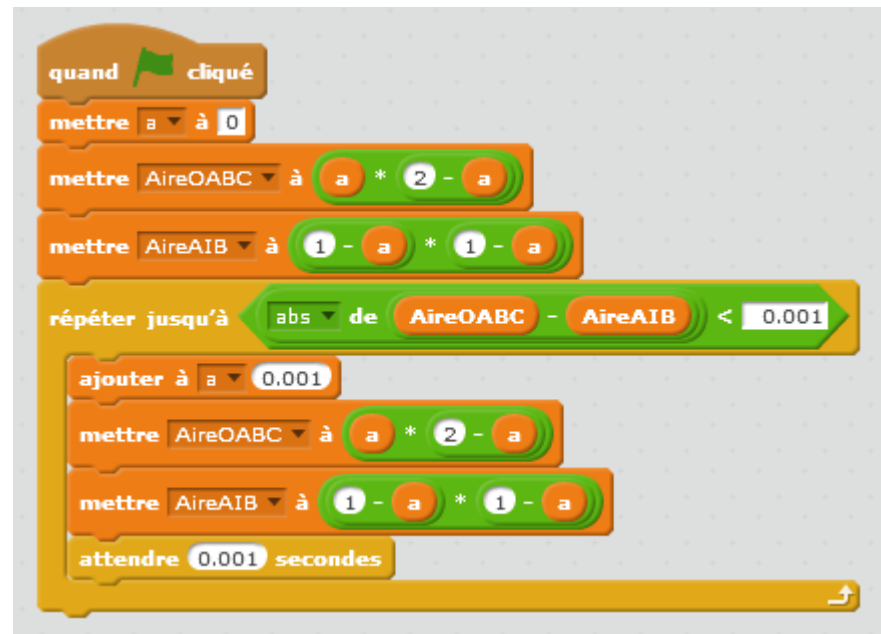 quand cliqué
mettre a à 0
mettre AireOABC à a * 2 - a
mettre AireAIB à 1 - a * 1 - a
répéter jusqu'à abs de AireOABC - AireAIB < 0.001
ajouter à a 0.001
mettre AireOABC à a * 2 - a
mettre AireAIB à 1 - a * 1 - a
attendre 0.001 secondes